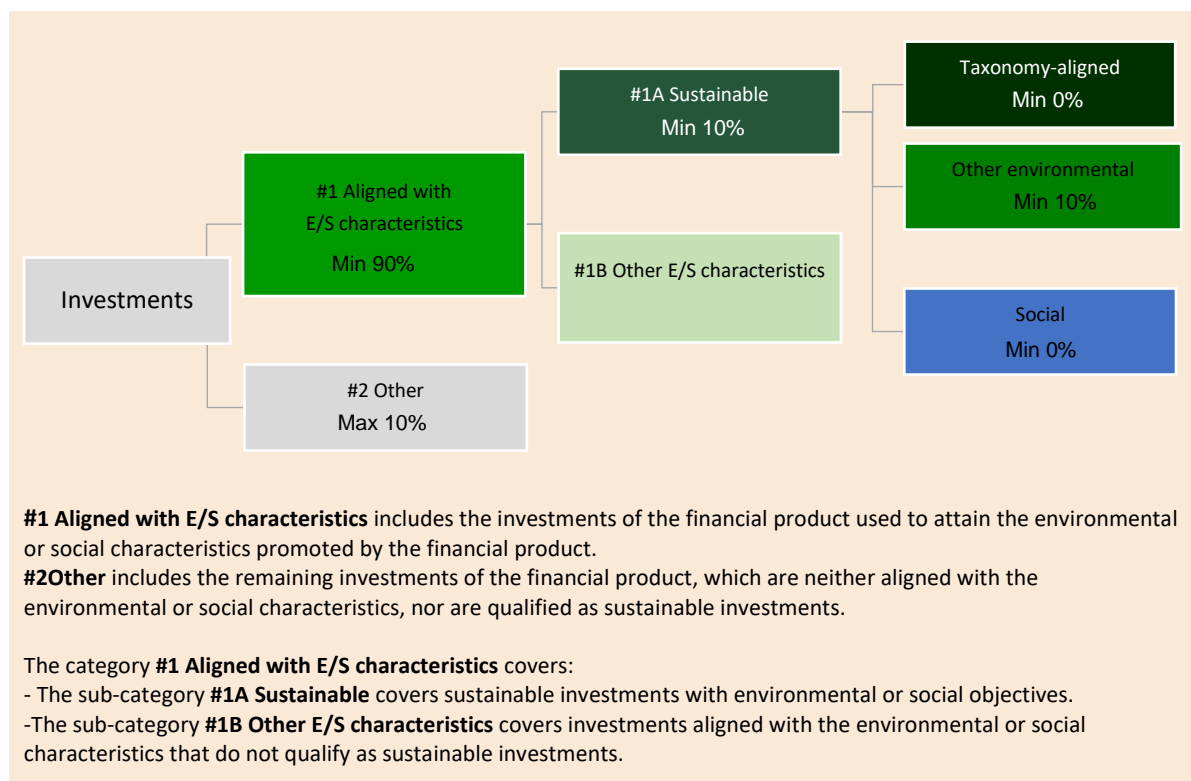 Taxonomy-aligned
Min 0%
#1A Sustainable
Min 10%
Other environmental
Min 10%
#1 Aligned with
E/S characteristics
Min 90%
#1B Other E/S characteristics
Investments
Social
Min 0%
#2 Other
Max 10%
#1 Aligned with E/S characteristics includes the investments of the financial product used to attain the environmental
or social characteristics promoted by the financial product.
#2Other includes the remaining investments of the financial product, which are neither aligned with the
environmental or social characteristics, nor are qualified as sustainable investments.
The category #1 Aligned with E/S characteristics covers:
- The sub-category #1A Sustainable covers sustainable investments with environmental or social objectives.
-The sub-category #1B Other E/S characteristics covers investments aligned with the environmental or social
characteristics that do not qualify as sustainable investments.